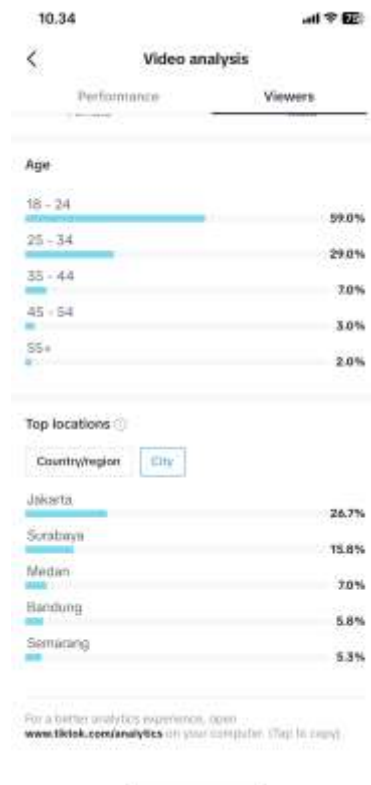 10.34
72
Video analysis
Performance
Viewers
Age
18 - 24
59.0%
25 - 34
29.0%
35 - 44
7.0%
45 - 54
3.0%
55+
2.0%
Top locations
Country/region
City
Jakarta
26.7%
Surabaya
15.8%
Medan
7.0%
Bandung
5.8%
Semarang
5.3%
For a better analytics experience, open
www.tiktok.com/analytics on your computer. (Tap to copy)